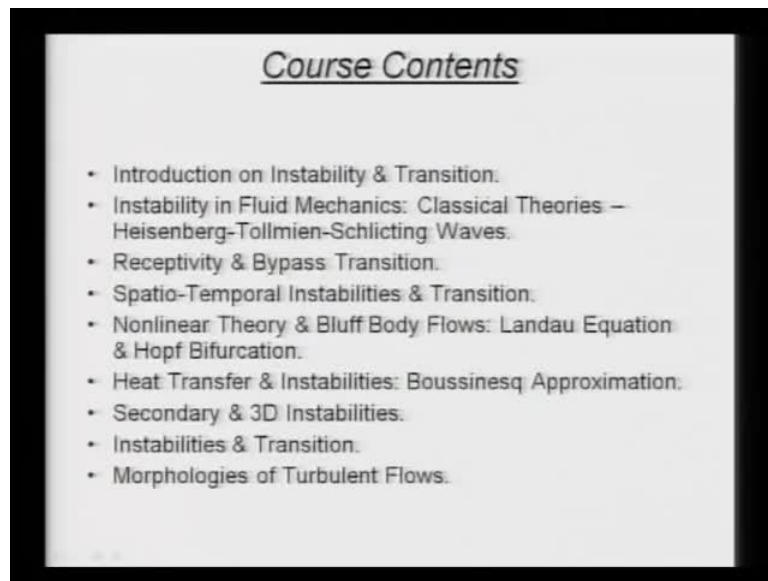 Course Contents
• Introduction on Instability & Transition.
• Instability in Fluid Mechanics: Classical Theories –
Heisenberg-Tollmien-Schlicting Waves.
• Receptivity & Bypass Transition.
• Spatio-Temporal Instabilities & Transition.
• Nonlinear Theory & Bluff Body Flows: Landau Equation
& Hopf Bifurcation.
• Heat Transfer & Instabilities: Boussinesq Approximation.
• Secondary & 3D Instabilities.
• Instabilities & Transition.
• Morphologies of Turbulent Flows.